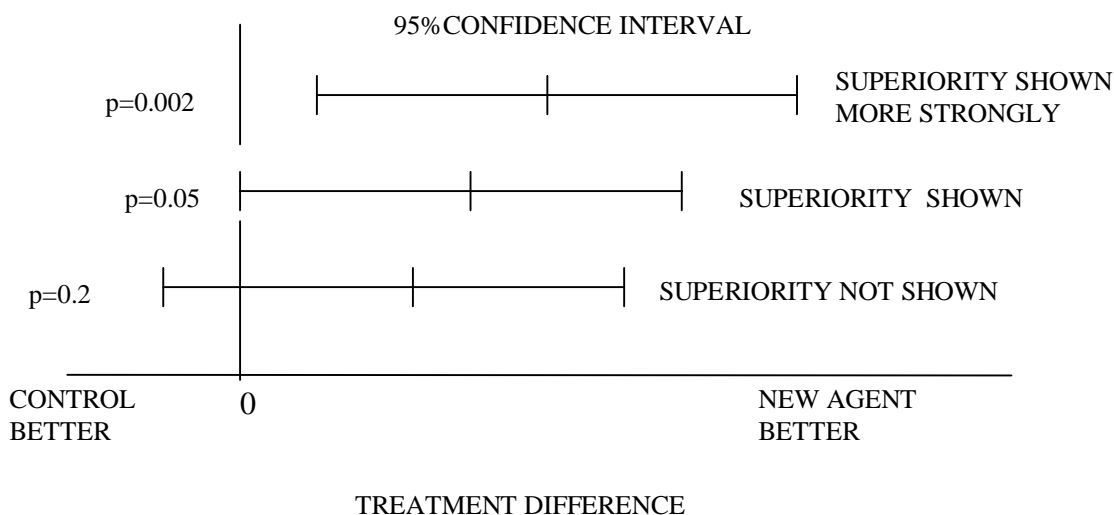 95% CONFIDENCE INTERVAL
p=0.002
SUPERIORITY SHOWN
MORE STRONGLY
p=0.05
SUPERIORITY SHOWN
p=0.2
SUPERIORITY NOT SHOWN
CONTROL
BETTER
0
NEW AGENT
BETTER
TREATMENT DIFFERENCE